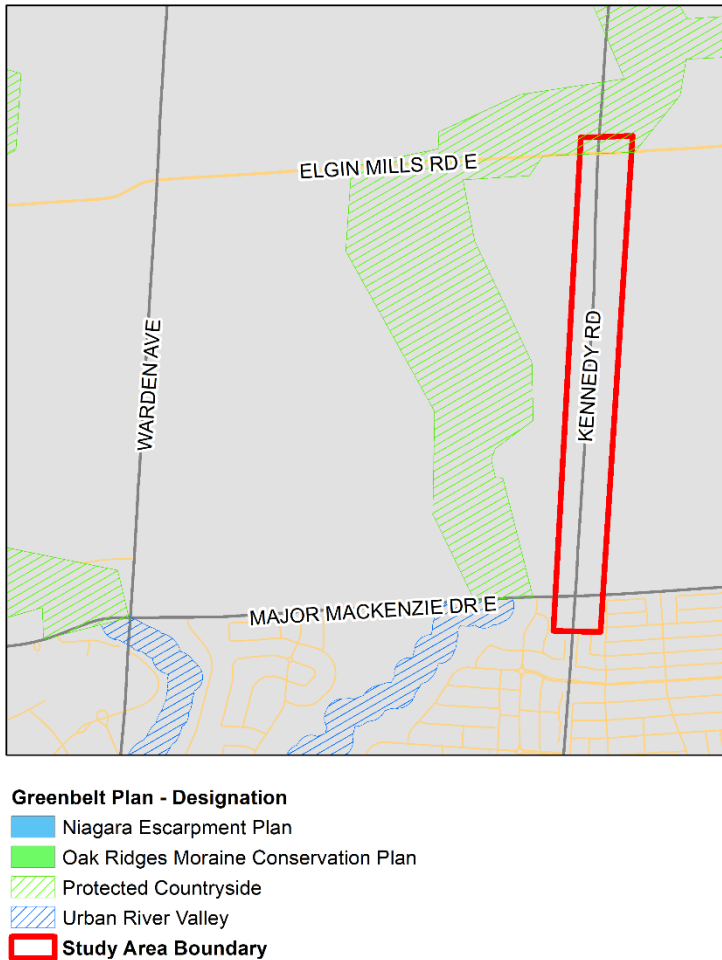 ELGIN MILLS RD E
WARDEN AVE
KENNEDY RD
MAJOR MACKENZIE DR E
Greenbelt Plan - Designation
Niagara Escarpment Plan
Oak Ridges Moraine Conservation Plan
Protected Countryside
Urban River Valley
Study Area Boundary